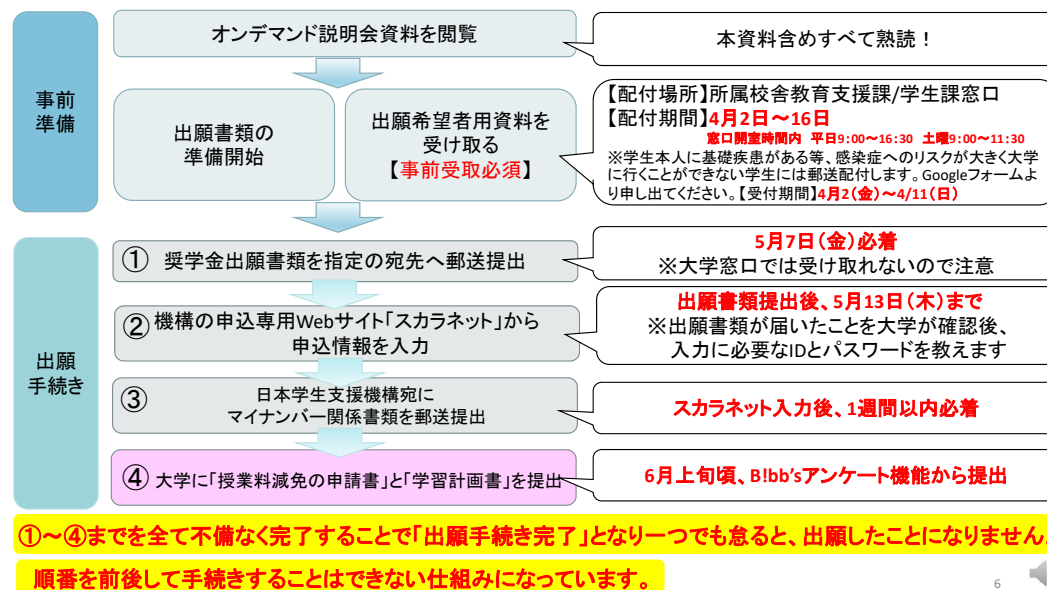 オンデマンド説明会資料を閲覧
本資料含めすべて熟読！
事前
準備
出願書類の
準備開始
出願希望者用資料を
受け取る
【事前受取必須】
【配付場所】所属校舎教育支援課/学生課窓口
【配付期間】4月2日～16日
窓口開室時間内 平日9：00～16：30 土曜9：00～11：30
※学生本人に基礎疾患がある等、感染症へのリスクが大きく大学
に行くことができない学生には郵送配付します。Googleフォームよ
り申し出てください。【受付期間】4月2（金）～4/11（日）
出願
手続き
① 奨学金出願書類を指定の宛先へ郵送提出
5月7日（金）必着
※大学窓口では受け取れないので注意
② 機構の申込専用Webサイト「スカラネット」から
申込情報を入力
出願書類提出後、5月13日（木）まで
※出願書類が届いたことを大学が確認後、
入力に必要なIDとパスワードを教えます
③ 日本学生支援機構宛に
マイナンバー関係書類を郵送提出
スカラネット入力後、1週間以内必着
④ 大学に「授業料減免の申請書」と「学習計画書」を提出
6月上旬頃、B!bb'sアンケート機能から提出
①～④までを全て不備なく完了することで「出願手続き完了」となり一つでも怠ると、出願したことになりません。
順番を前後して手続きすることはできない仕組みになっています。
6